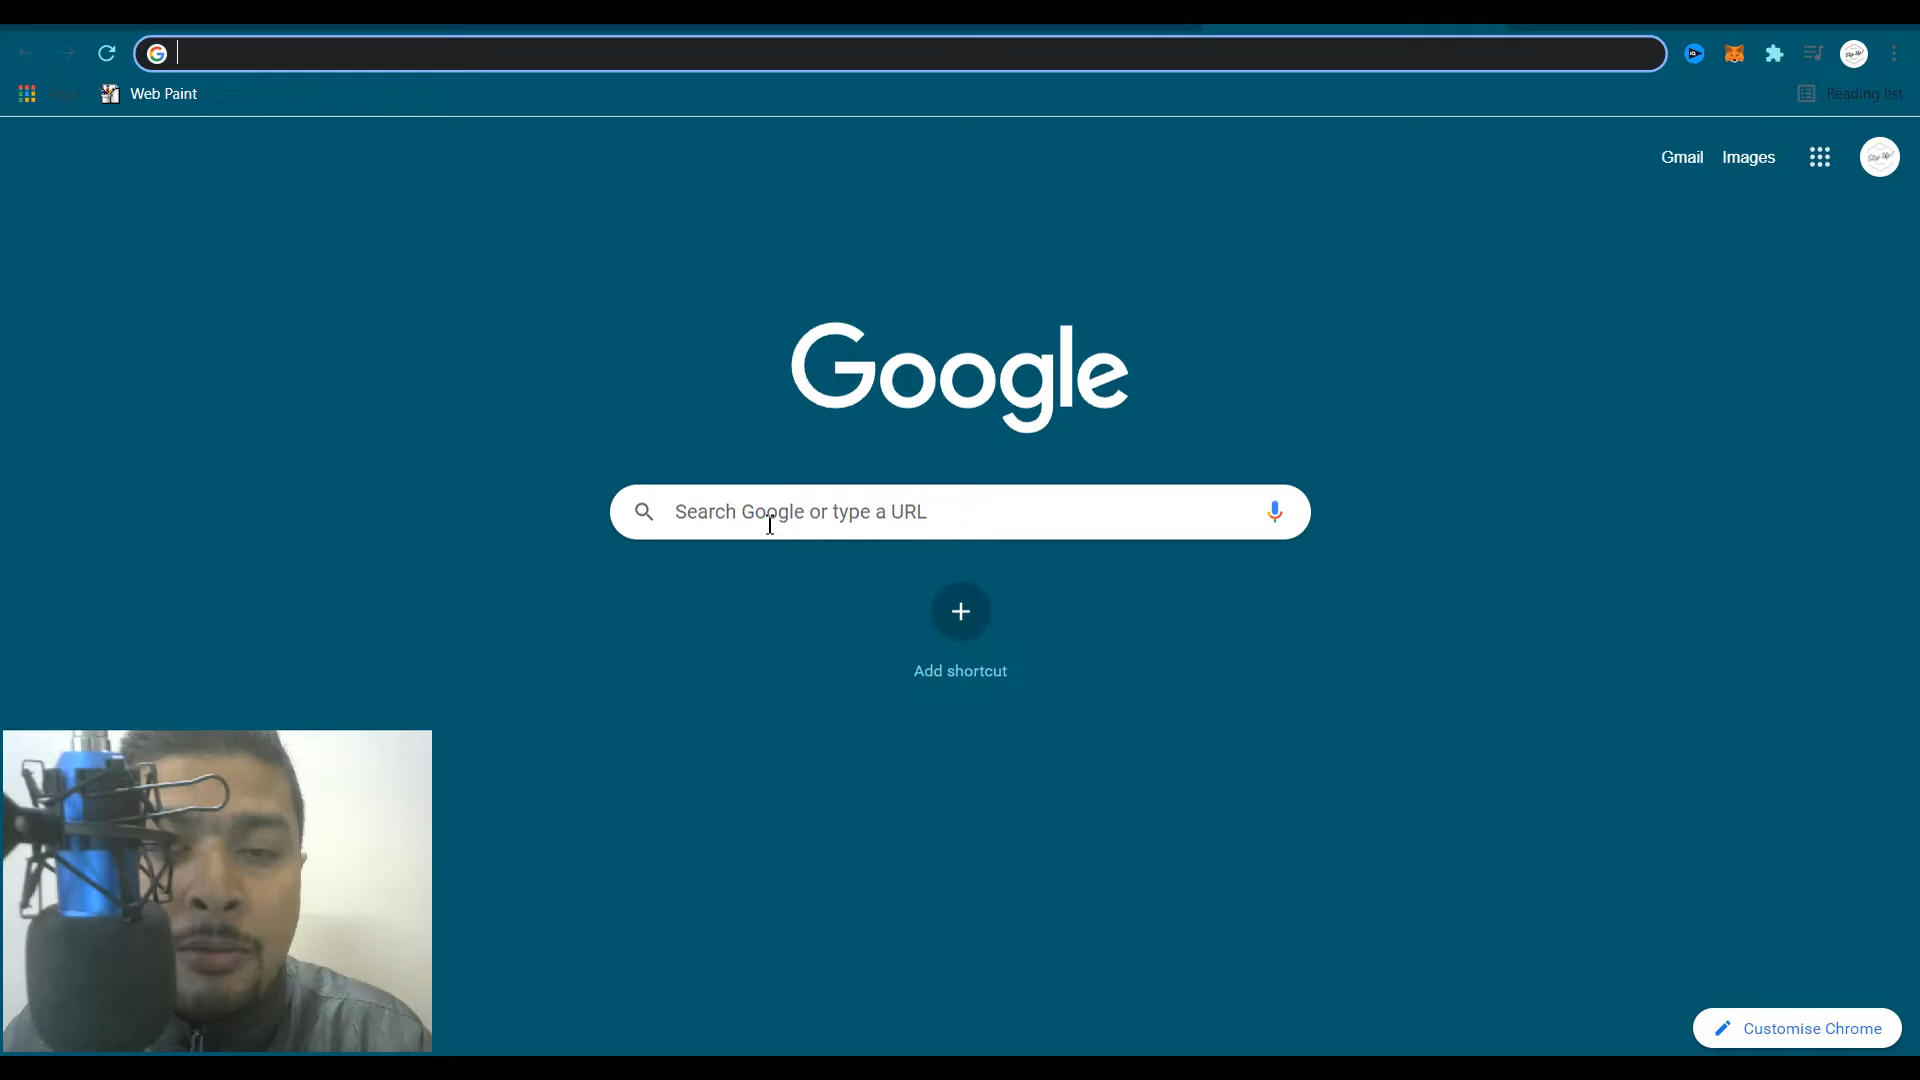 Web Paint
Reading list
Gmail Images
Google
Search Google or type a URL
Add shortcut
Customise Chrome